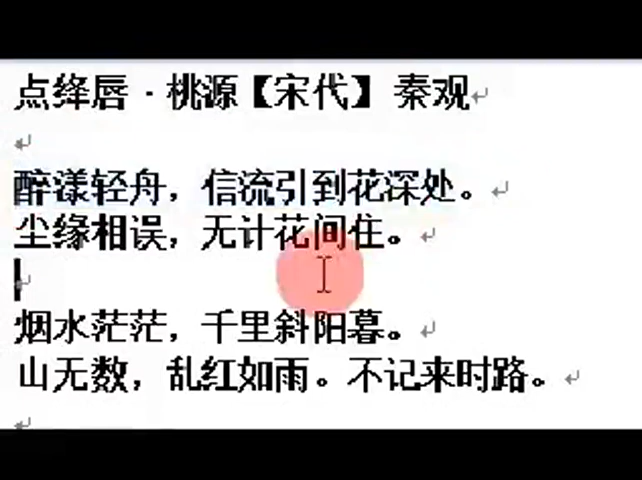 点绛唇·桃源【宋代】 秦观
醉漾轻舟，信流引到花深处。
尘缘相误，无计花间住。
烟水茫茫，千里斜阳暮。
山无数，乱红如雨。不记来时路。